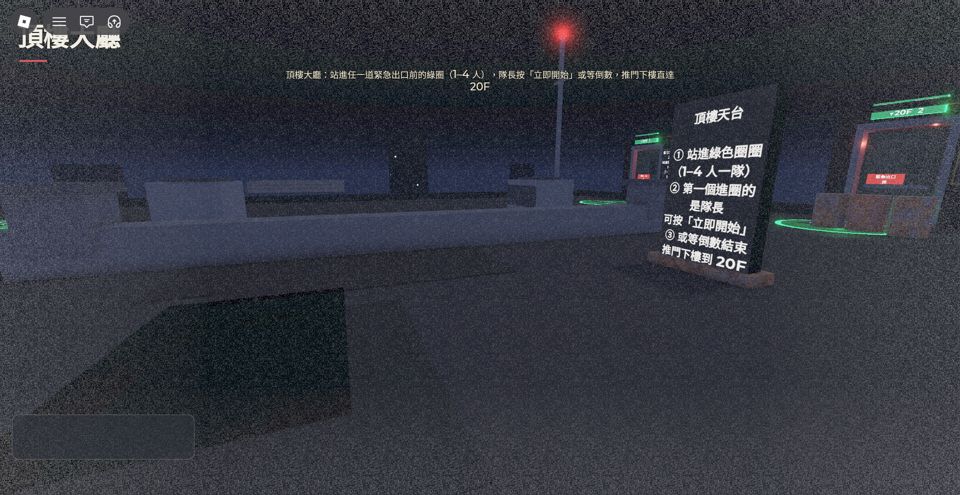 頂樓大廳
頂樓大廳：站進任一道緊急出口前的綠圈（1–4 人），隊長按「立即開始」或等倒數，推門下樓直達
20F
頂樓天台
① 站進綠色圈圈
（1–4 人一隊）
② 第一個進圈的
是隊長
可按「立即開始」
③ 或等倒數結束
推門下樓到 20F
▼20F 2